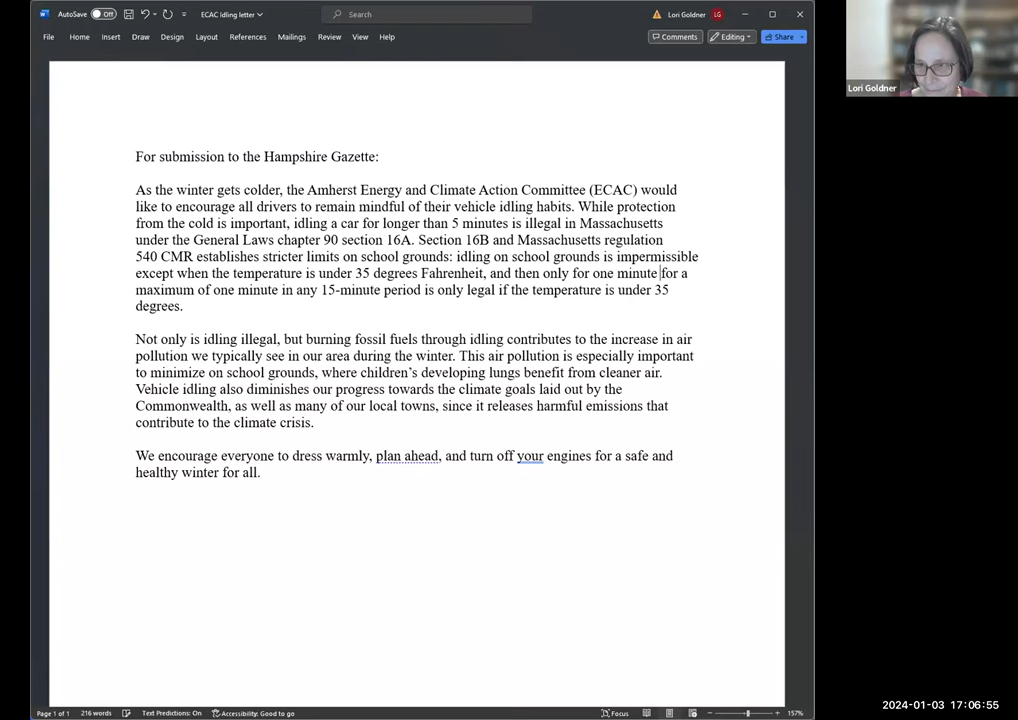 AutoSave Off ECAC Idling letter Search Lori Goldner LG
File Home Insert Draw Design Layout References Mailings Review View Help Comments Editing Share
Lori Goldner
For submission to the Hampshire Gazette:
As the winter gets colder, the Amherst Energy and Climate Action Committee (ECAC) would
like to encourage all drivers to remain mindful of their vehicle idling habits. While protection
from the cold is important, idling a car for longer than 5 minutes is illegal in Massachusetts
under the General Laws chapter 90 section 16A. Section 16B and Massachusetts regulation
540 CMR establishes stricter limits on school grounds: idling on school grounds is impermissible
except when the temperature is under 35 degrees Fahrenheit, and then only for one minute for a
maximum of one minute in any 15-minute period is only legal if the temperature is under 35
degrees.
Not only is idling illegal, but burning fossil fuels through idling contributes to the increase in air
pollution we typically see in our area during the winter. This air pollution is especially important
to minimize on school grounds, where children’s developing lungs benefit from cleaner air.
Vehicle idling also diminishes our progress towards the climate goals laid out by the
Commonwealth, as well as many of our local towns, since it releases harmful emissions that
contribute to the climate crisis.
We encourage everyone to dress warmly, plan ahead, and turn off your engines for a safe and
healthy winter for all.
Page 1 of 1 216 words Text Predictions: On Accessibility: Good to go Focus 157%
2024-01-03 17:06:55